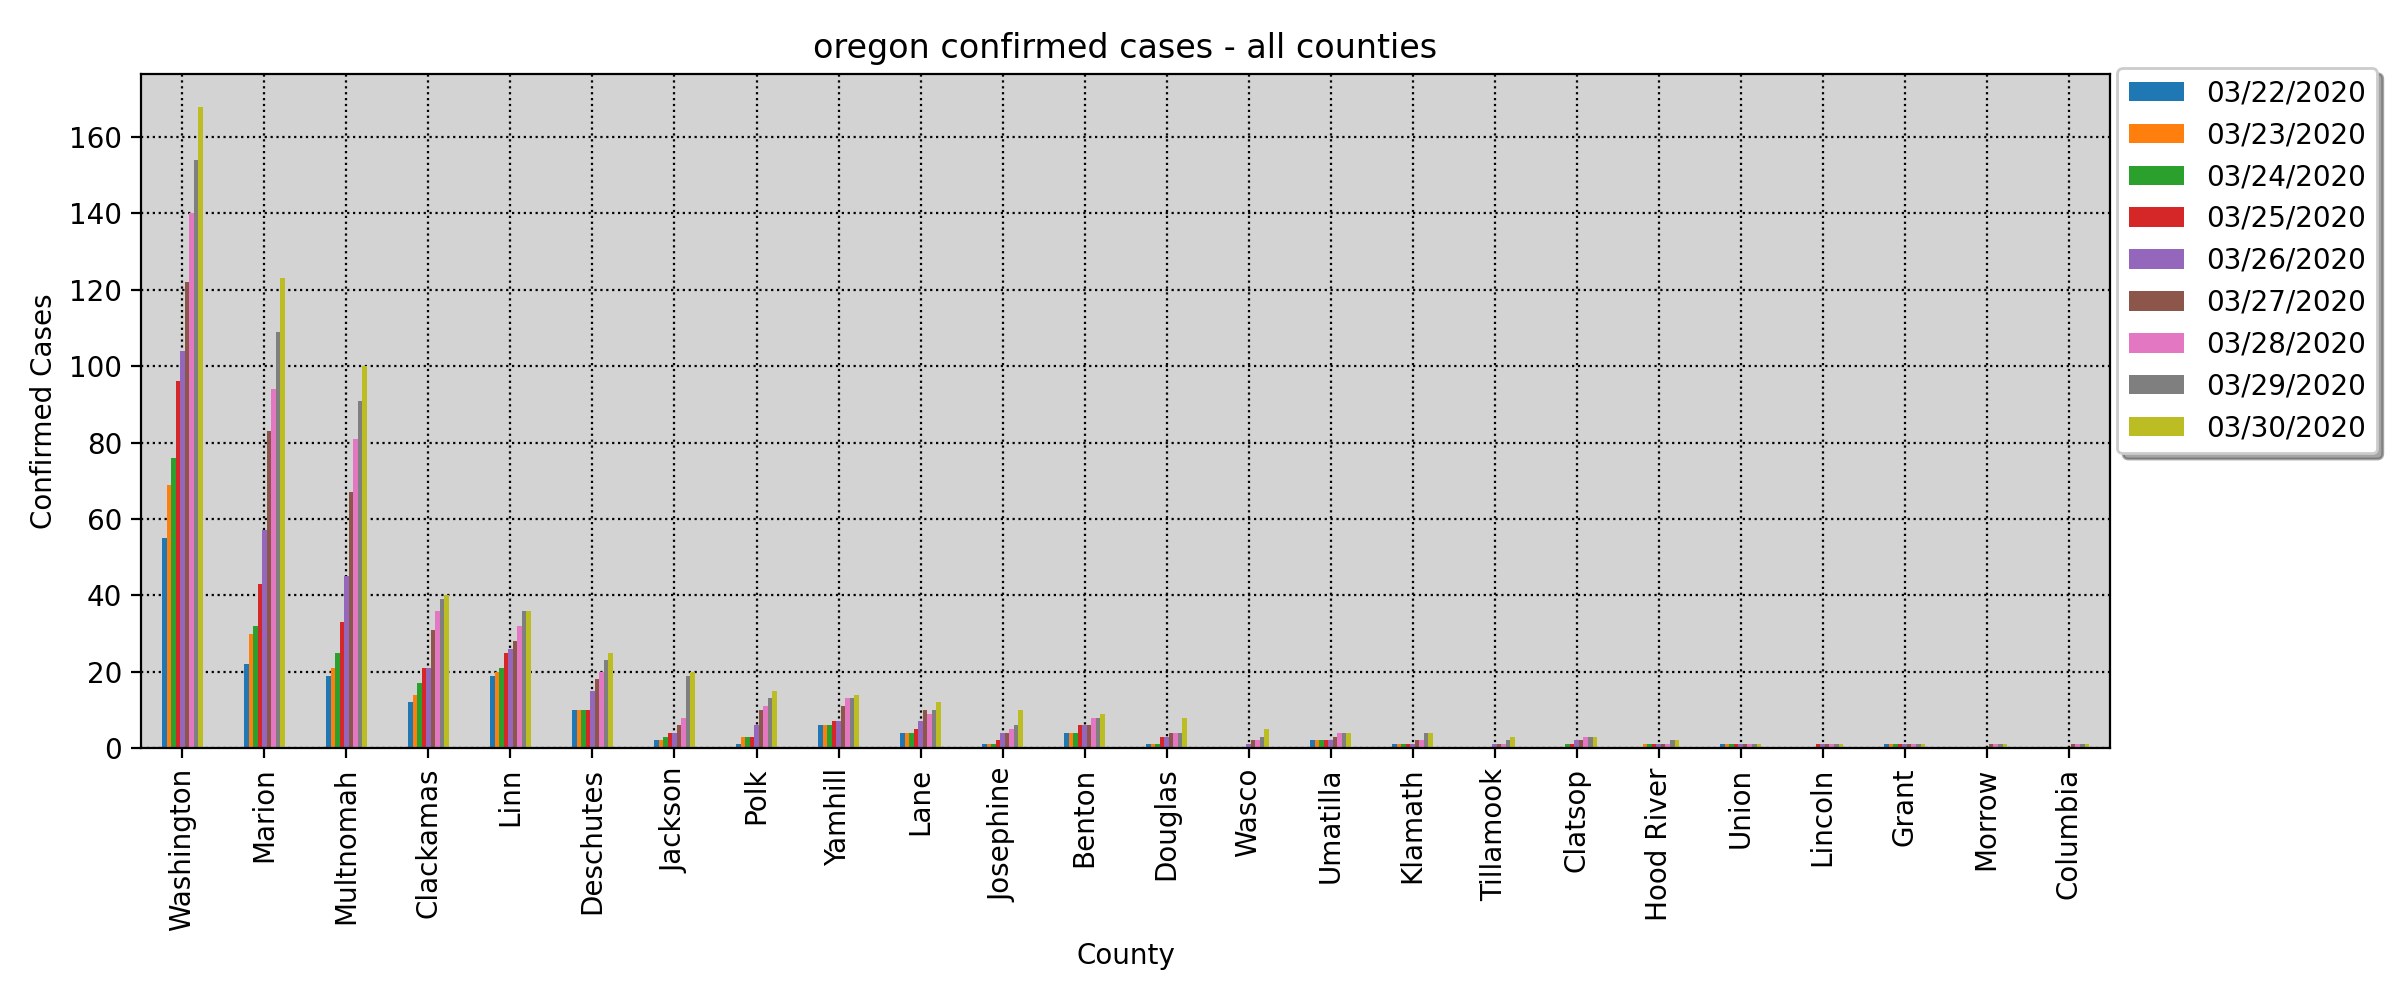 oregon confirmed cases - all counties
03/22/2020
03/23/2020
03/24/2020
03/25/2020
03/26/2020
03/27/2020
03/28/2020
03/29/2020
03/30/2020
Confirmed Cases
160
140
120
100
80
60
40
20
0
Washington
Marion
Multnomah
Clackamas
Linn
Deschutes
Jackson
Polk
Yamhill
Lane
Josephine
Benton
Douglas
Wasco
Umatilla
Klamath
Tillamook
Clatsop
Hood River
Union
Lincoln
Grant
Morrow
Columbia
County